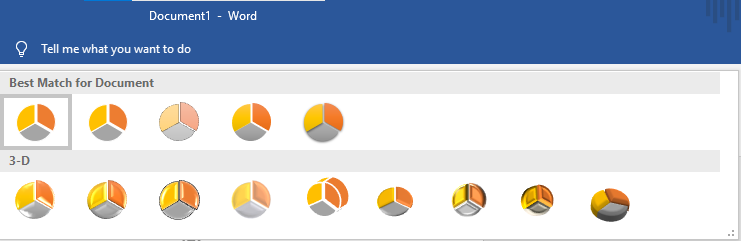 Document1 - Word
Tell me what you want to do
Best Match for Document
3-D